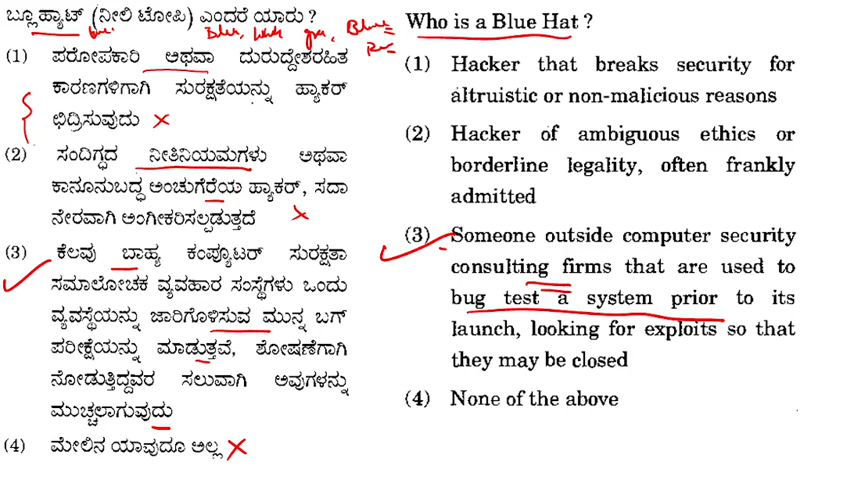 ಬ್ಲೂ ಹ್ಯಾಟ್ (ನೀಲಿ ಟೋಪಿ) ಎಂದರೆ ಯಾರು ?
(1) ಪರೋಪಕಾರಿ ಅಥವಾ ದುರುದ್ದೇಶರಹಿತ
ಕಾರಣಗಳಿಗಾಗಿ ಸುರಕ್ಷತೆಯನ್ನು ಹ್ಯಾಕರ್
ಛಿದ್ರಿಸುವುದು
(2) ಸಂದಿಗ್ಧದ ನೀತಿನಿಯಮಗಳು ಅಥವಾ
ಕಾನೂನುಬದ್ಧ ಅಂಚುಗೆರೆಯ ಹ್ಯಾಕರ್, ಸದಾ
ನೇರವಾಗಿ ಅಂಗೀಕರಿಸಲ್ಪಡುತ್ತದೆ
(3) ಕೆಲವು ಬಾಹ್ಯ ಕಂಪ್ಯೂಟರ್ ಸುರಕ್ಷತಾ
ಸಮಾಲೋಚಕ ವ್ಯವಹಾರ ಸಂಸ್ಥೆಗಳು ಒಂದು
ವ್ಯವಸ್ಥೆಯನ್ನು ಜಾರಿಗೊಳಿಸುವ ಮುನ್ನ ಬಗ್
ಪರೀಕ್ಷೆಯನ್ನು ಮಾಡುತ್ತವೆ, ಶೋಷಣೆಗಾಗಿ
ನೋಡುತ್ತಿದ್ದವರ ಸಲುವಾಗಿ ಅವುಗಳನ್ನು
ಮುಚ್ಚಲಾಗುವುದು
(4) ಮೇಲಿನ ಯಾವುದೂ ಅಲ್ಲ
Blue
Who is a Blue Hat ?
(1) Hacker that breaks security for
altruistic or non-malicious reasons
(2) Hacker of ambiguous ethics or
borderline legality, often frankly
admitted
(3) Someone outside computer security
consulting firms that are used to
bug test a system prior to its
launch, looking for exploits so that
they may be closed
(4) None of the above